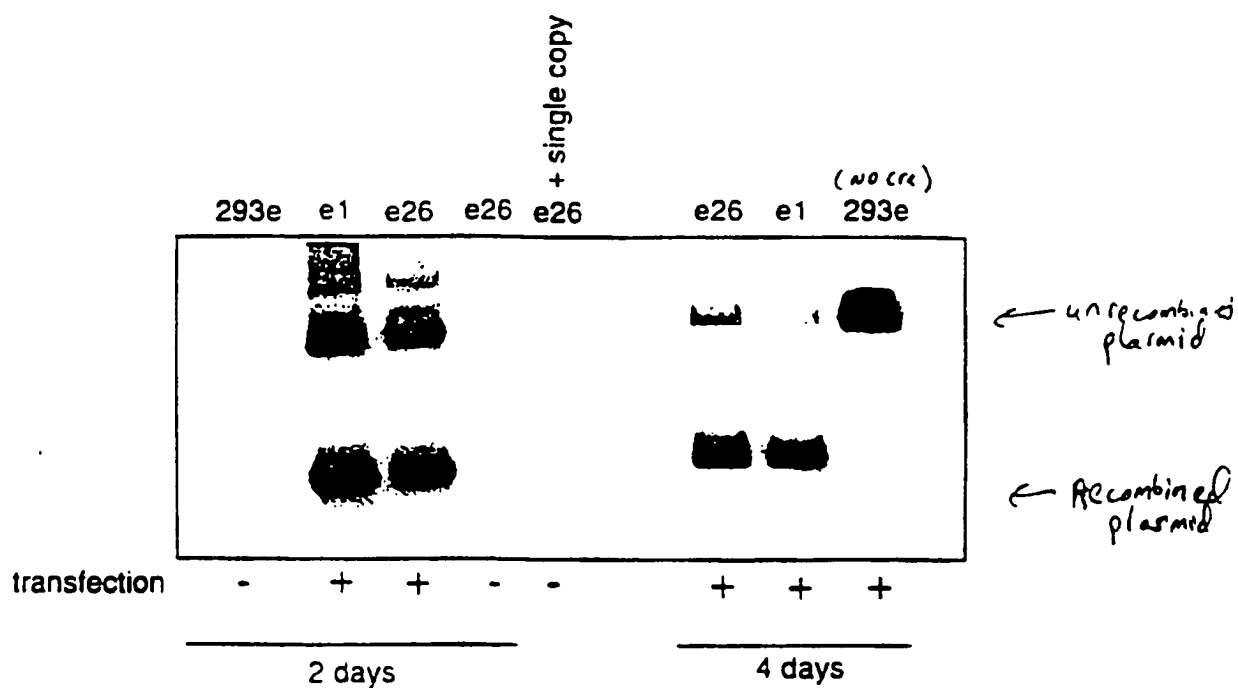 + single copy
(no cre)
293e e1 e26 e26 e26 e26 e1 293e
← unrecombined plasmid
← Recombined plasmid
transfection - + + - - + + +
2 days 4 days